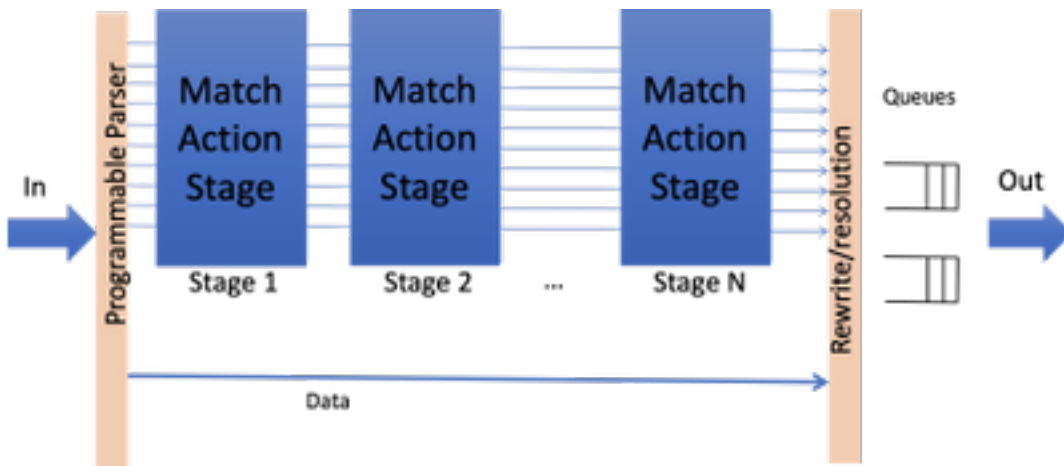 In
Programmable Parser
Match
Action
Stage
Stage 1
Match
Action
Stage
Stage 2
...
Match
Action
Stage
Stage N
Data
Rewrite/resolution
Queues
Out